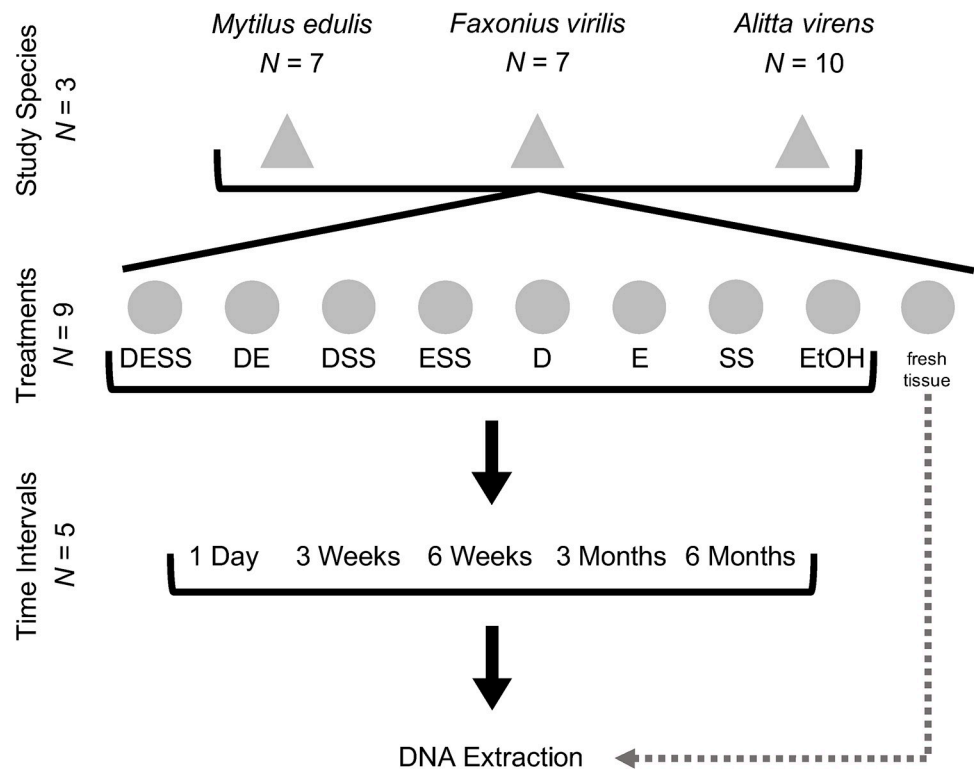 Mytilus edulis
N = 7
Faxonius virilis
N = 7
Alitta virens
N = 10
Study Species
N = 3
Treatments
N = 9
DESS DE DSS ESS D E SS EtOH
fresh
tissue
Time Intervals
N = 5
1 Day 3 Weeks 6 Weeks 3 Months 6 Months
DNA Extraction